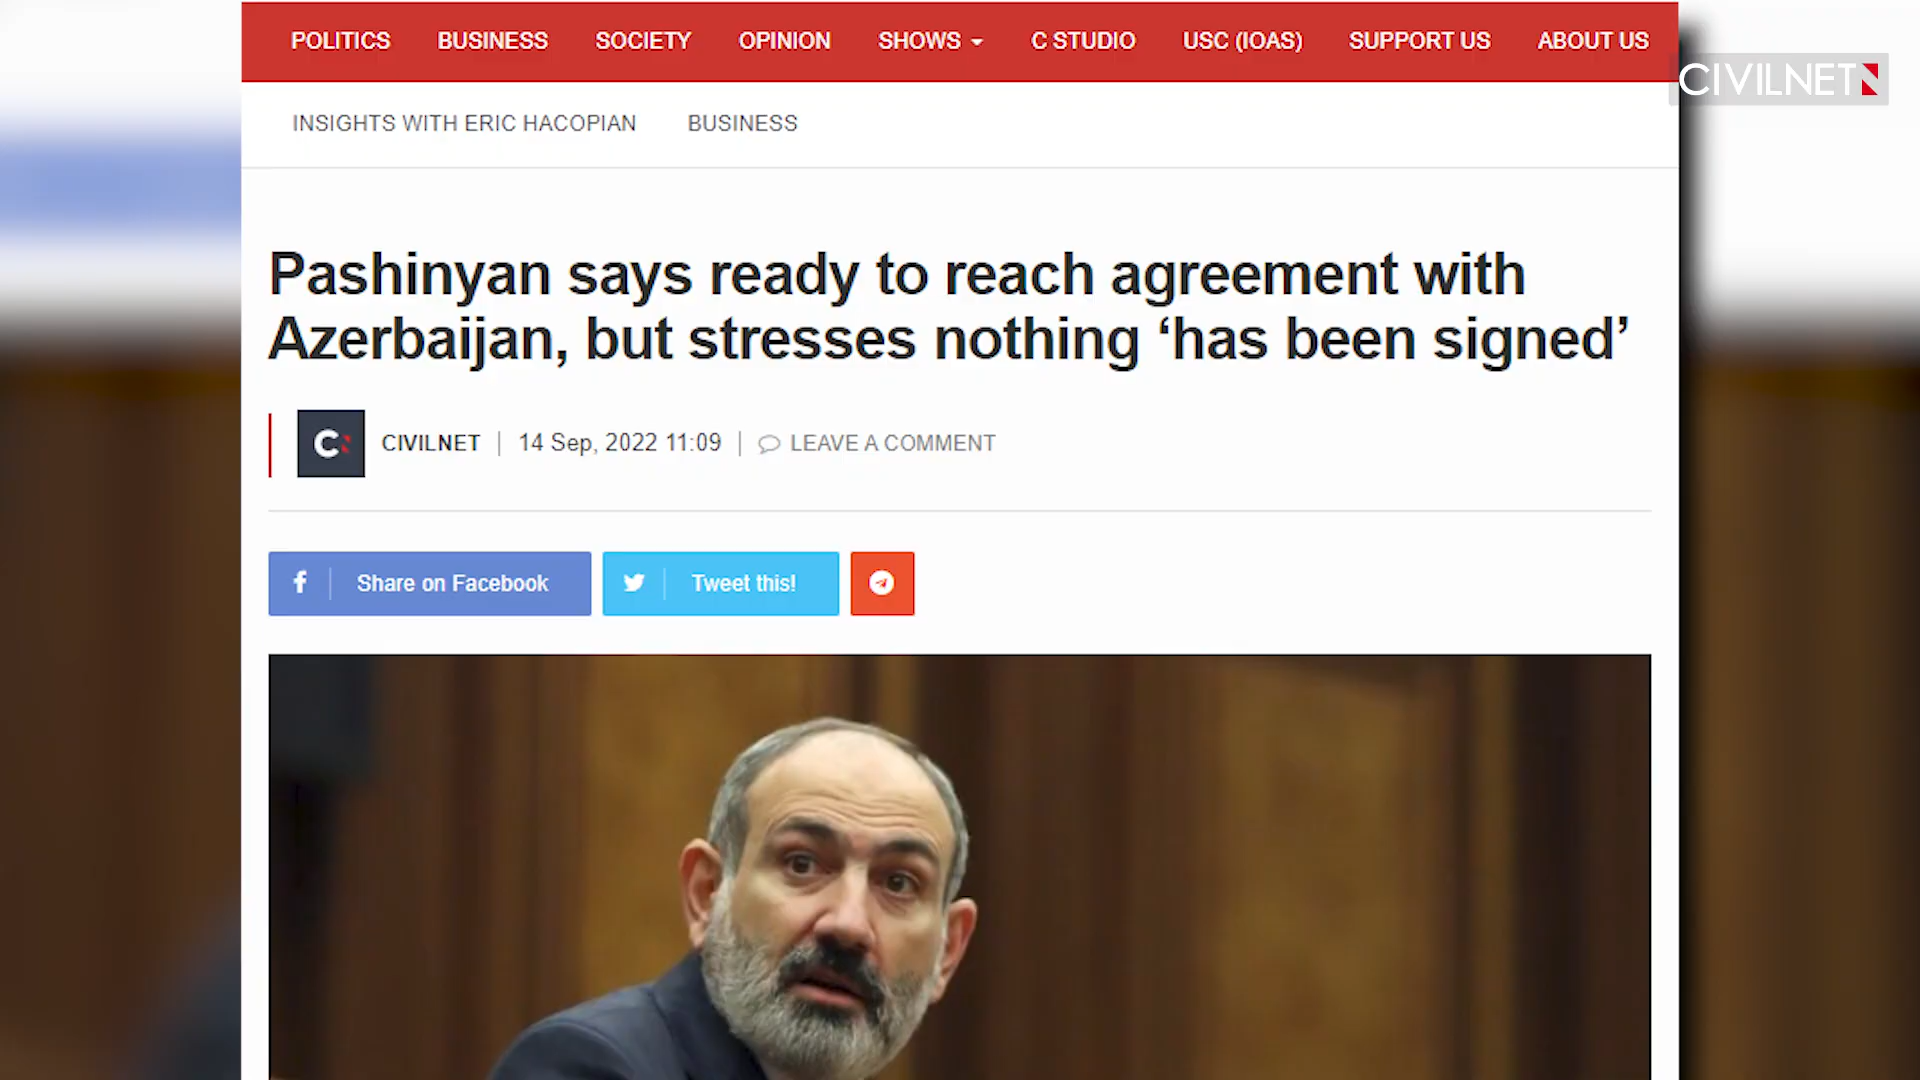 POLITICS BUSINESS SOCIETY OPINION SHOWS C STUDIO USC (IOAS) SUPPORT US ABOUT US
CIVILNET
INSIGHTS WITH ERIC HACOPIAN BUSINESS
Pashinyan says ready to reach agreement with
Azerbaijan, but stresses nothing ‘has been signed’
CIVILNET | 14 Sep, 2022 11:09 | LEAVE A COMMENT
Share on Facebook Tweet this!